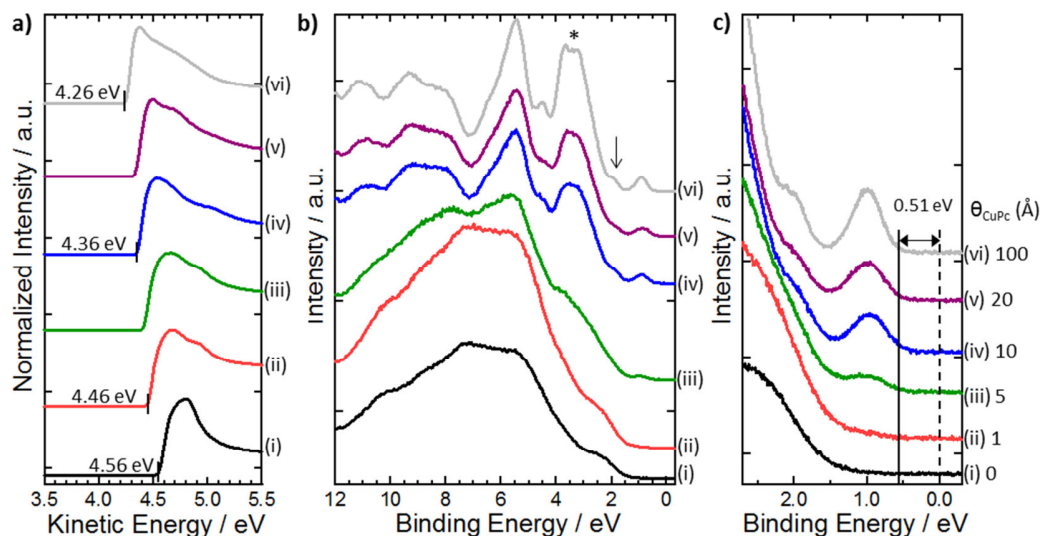 a)
Normalized Intensity / a.u.
4.26 eV
(vi)
(v)
(iv)
4.36 eV
(iii)
(ii)
4.46 eV
(i)
4.56 eV
3.5 4.0 4.5 5.0 5.5
Kinetic Energy / eV
b)
Intensity / a.u.
*
(vi)
(v)
(iv)
(iii)
(ii)
(i)
12 10 8 6 4 2 0
Binding Energy / eV
c)
Intensity / a.u.
0.51 eV
θCuPc (Å)
(vi) 100
(v) 20
(iv) 10
(iii) 5
(ii) 1
(i) 0
2.0 1.0 0.0
Binding Energy / eV